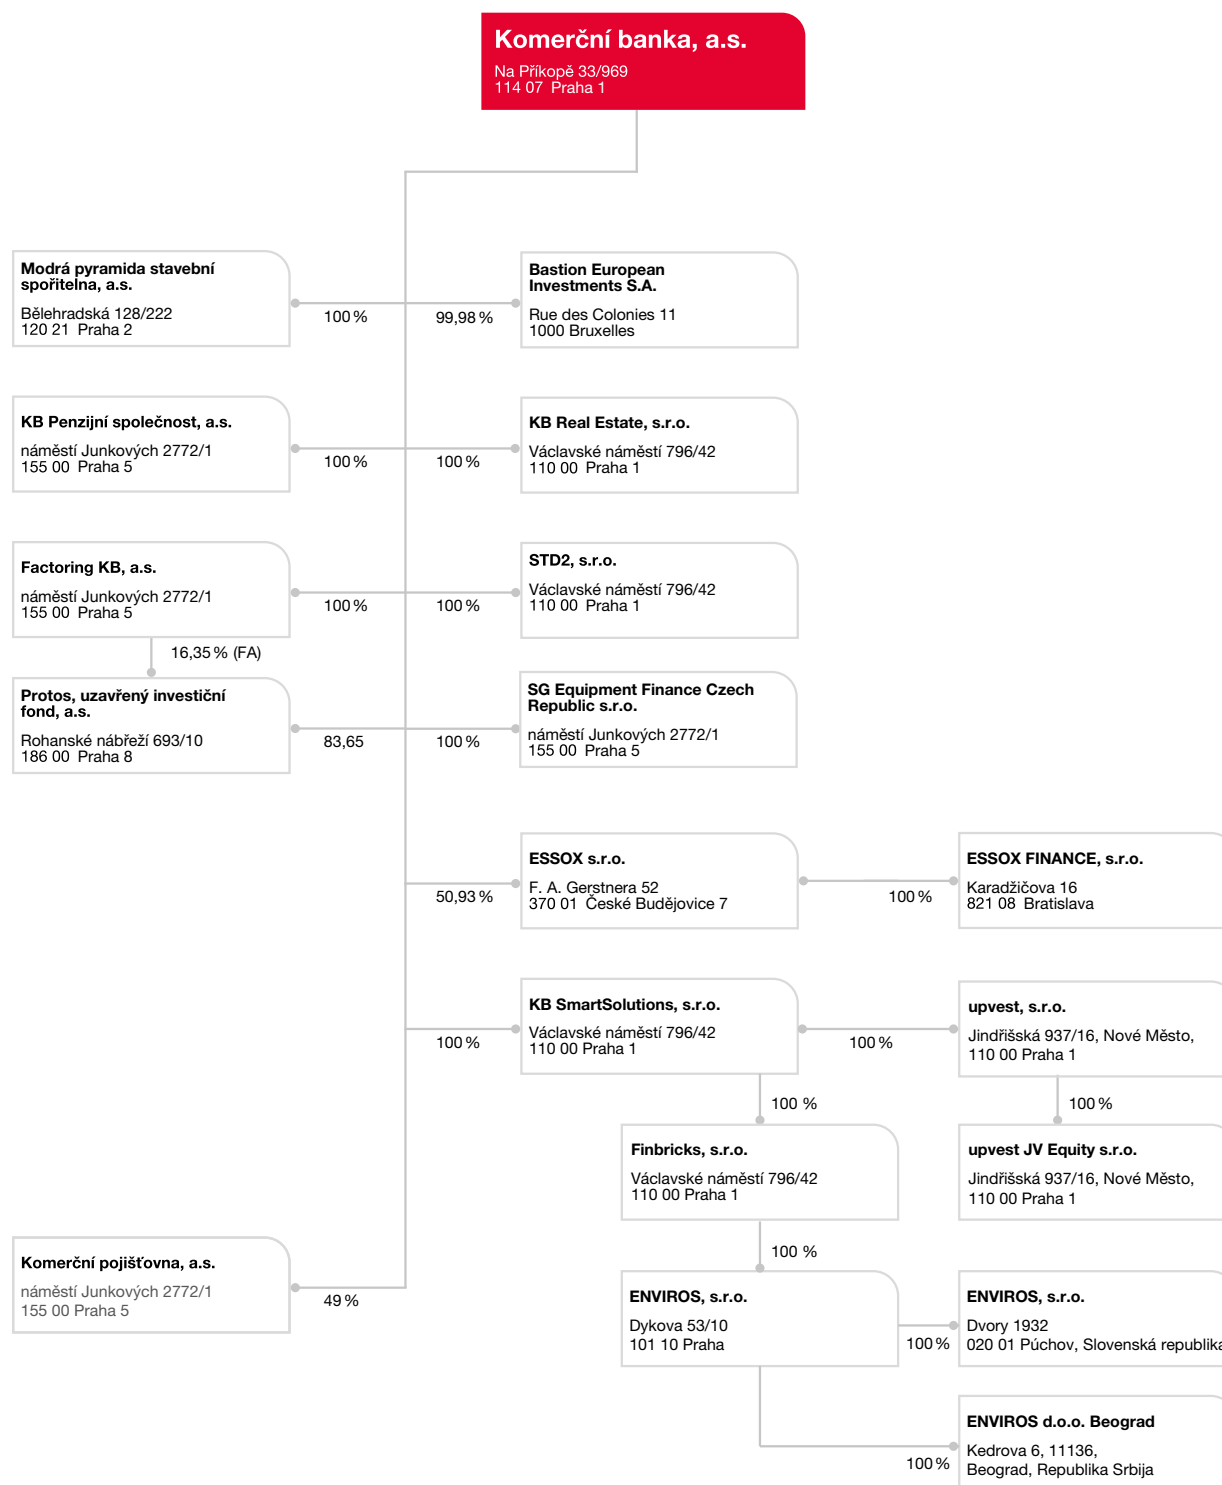 Komerční banka, a.s.
Na Příkopě 33/969
114 07 Praha 1
Modrá pyramida stavební
spořitelna, a.s.
Bělehradská 128/222
120 21 Praha 2
100 %
99,98 %
Bastion European
Investments S.A.
Rue des Colonies 11
1000 Bruxelles
KB Penzijní společnost, a.s.
náměstí Junkových 2772/1
155 00 Praha 5
100 %
100 %
KB Real Estate, s.r.o.
Václavské náměstí 796/42
110 00 Praha 1
Factoring KB, a.s.
náměstí Junkových 2772/1
155 00 Praha 5
100 %
100 %
STD2, s.r.o.
Václavské náměstí 796/42
110 00 Praha 1
16,35 % (FA)
Protos, uzavřený investiční
fond, a.s.
Rohanské nábřeží 693/10
186 00 Praha 8
83,65
100 %
SG Equipment Finance Czech
Republic s.r.o.
náměstí Junkových 2772/1
155 00 Praha 5
50,93 %
ESSOX s.r.o.
F. A. Gerstnera 52
370 01 České Budějovice 7
100 %
ESSOX FINANCE, s.r.o.
Karadžičova 16
821 08 Bratislava
100 %
KB SmartSolutions, s.r.o.
Václavské náměstí 796/42
110 00 Praha 1
100 %
upvest, s.r.o.
Jindřišská 937/16, Nové Město,
110 00 Praha 1
100 %
100 %
Finbricks, s.r.o.
Václavské náměstí 796/42
110 00 Praha 1
upvest JV Equity s.r.o.
Jindřišská 937/16, Nové Město,
110 00 Praha 1
100 %
Komerční pojišťovna, a.s.
náměstí Junkových 2772/1
155 00 Praha 5
49 %
ENVIROS, s.r.o.
Dykova 53/10
101 10 Praha
100 %
ENVIROS, s.r.o.
Dvory 1932
020 01 Púchov, Slovenská republika
100 %
ENVIROS d.o.o. Beograd
Kedrova 6, 11136,
Beograd, Republika Srbija